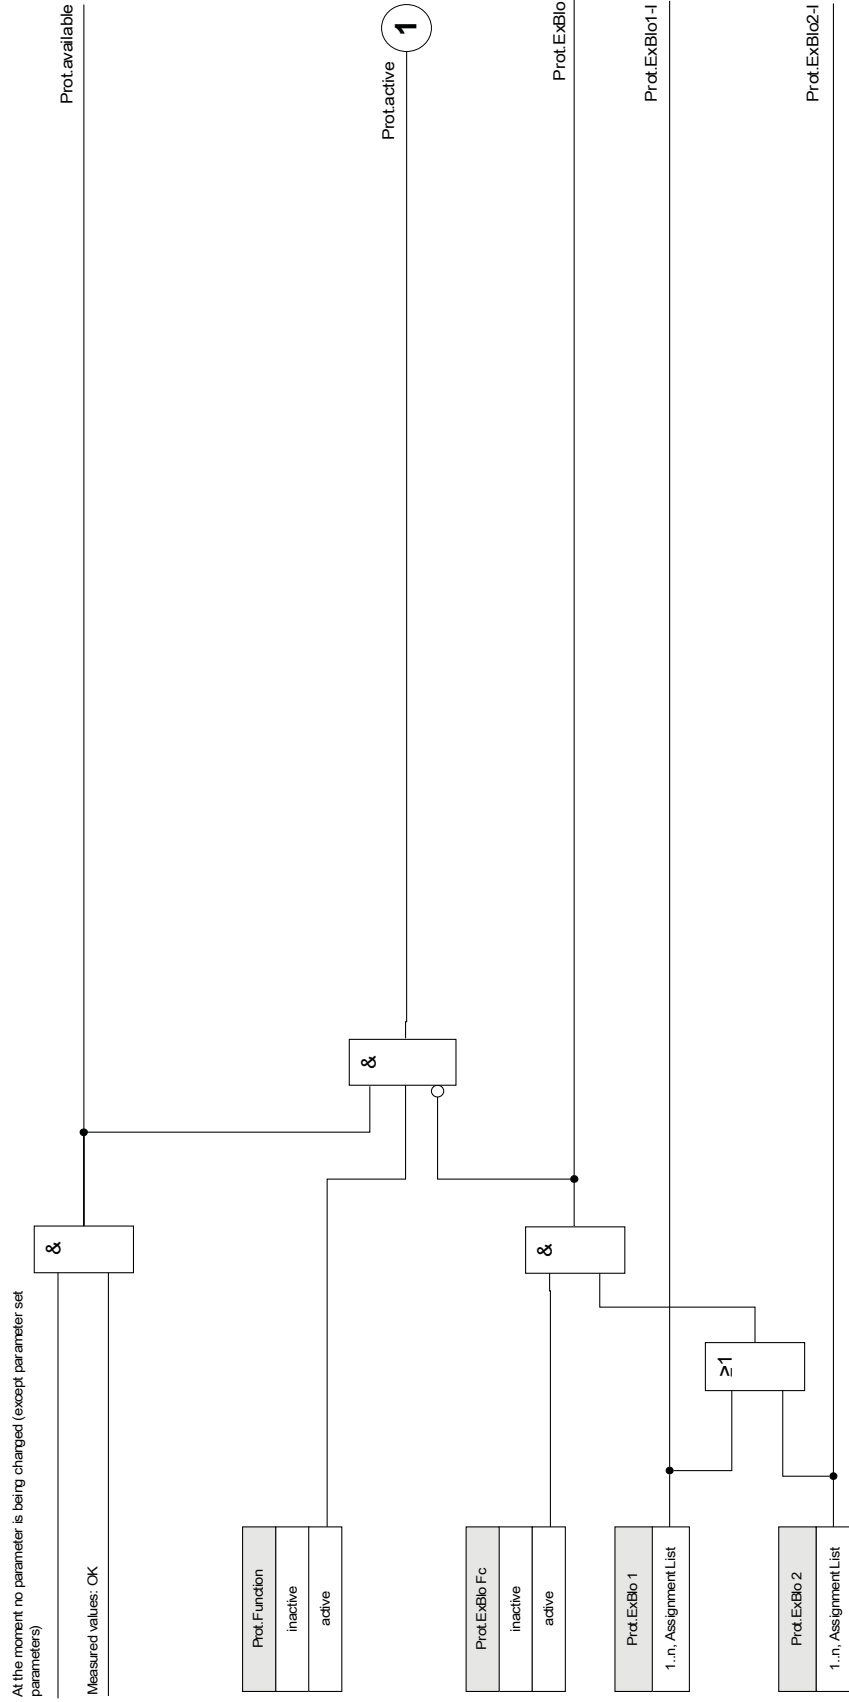 At the moment no parameter is being changed (except parameter set
parameters)
Measured values: OK
&
Prot.available
Prot.Function
inactive
active
&
Prot.active
1
Prot.ExBlo Fc
inactive
active
&
Prot.ExBlo
Prot.ExBlo 1
1..n, Assignment List
Prot.ExBlo1-I
≥1
Prot.ExBlo 2
1..n, Assignment List
Prot.ExBlo2-I